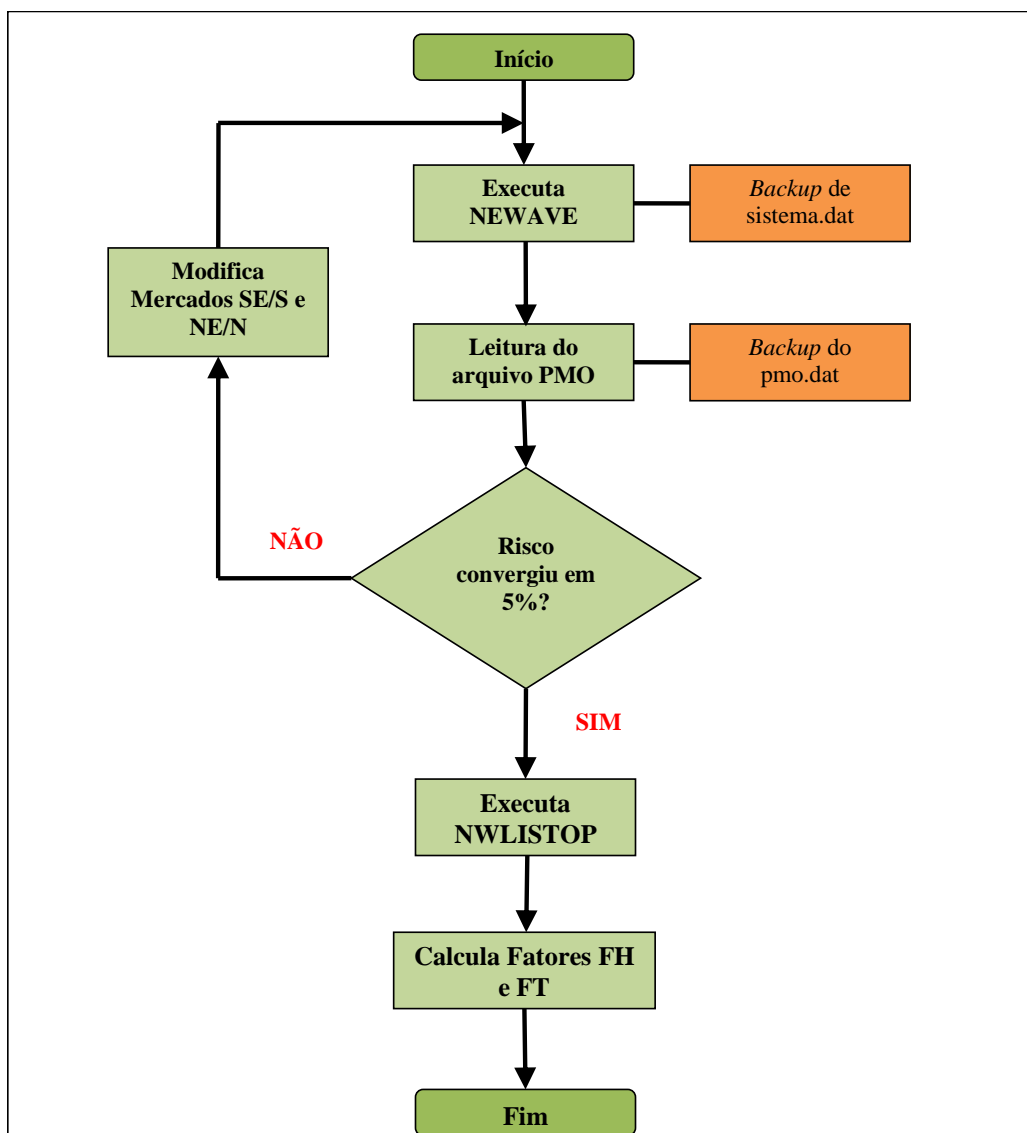 Início
Executa
NEWAVE
Backup de
sistema.dat
Modifica
Mercados SE/S e
NE/N
Leitura do
arquivo PMO
Backup do
pmo.dat
NÃO
Risco
convergiu em
5%?
SIM
Executa
NWLISTOP
Calcula Fatores FH
e FT
Fim